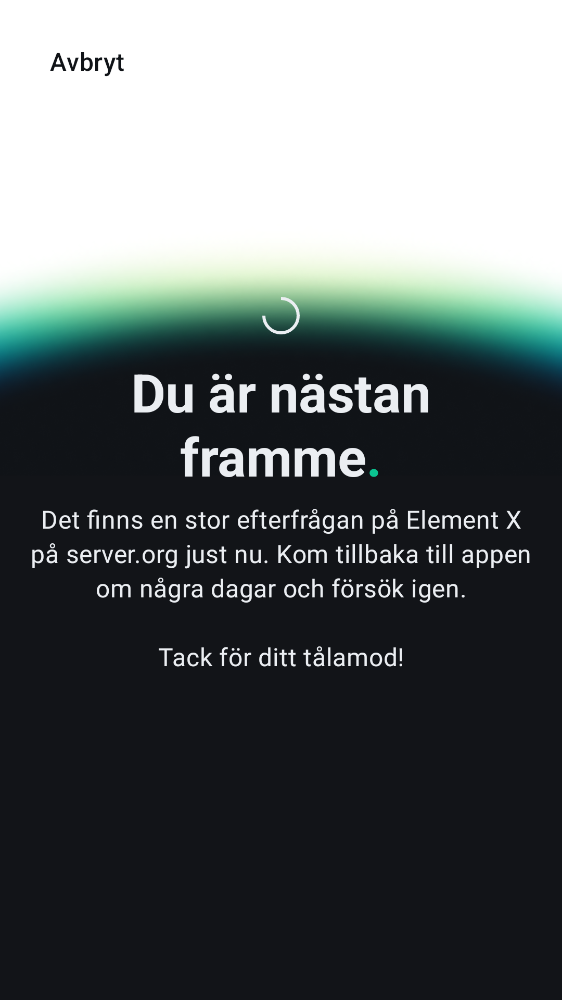 Avbryt
Du är nästan
framme.
Det finns en stor efterfrågan på Element X
på server.org just nu. Kom tillbaka till appen
om några dagar och försök igen.
Tack för ditt tålamod!